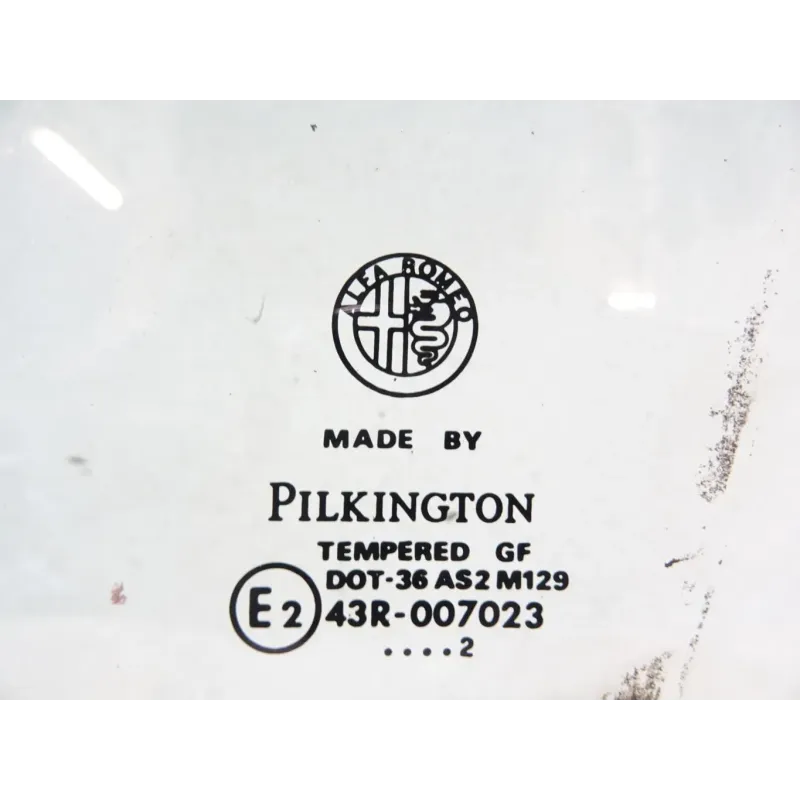 ALFA ROMEO
MADE BY
PILKINGTON
TEMPERED GF
DOT-36 AS2 M129
E2 43R-007023
....2